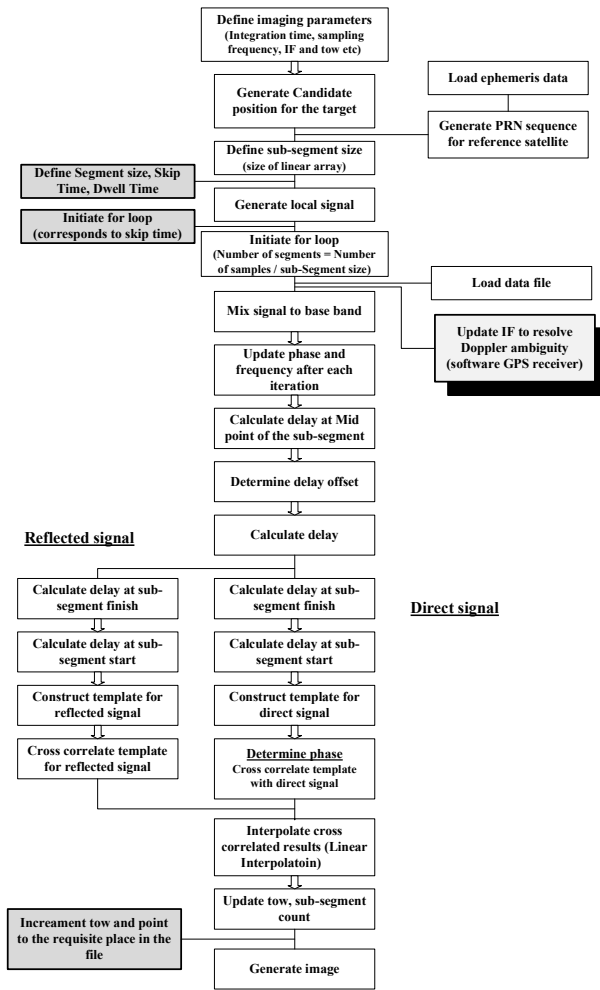 Define imaging parameters
(Integration time, sampling
frequency, IF and tow etc)
Generate Candidate
position for the target
Load ephemeris data
Generate PRN sequence
for reference satellite
Define sub-segment size
(size of linear array)
Define Segment size, Skip
Time, Dwell Time
Generate local signal
Initiate for loop
(corresponds to skip time)
Initiate for loop
(Number of segments = Number
of samples / sub-Segment size)
Load data file
Mix signal to base band
Update IF to resolve
Doppler ambiguity
(software GPS receiver)
Update phase and
frequency after each
iteration
Calculate delay at Mid
point of the sub-segment
Determine delay offset
Calculate delay
Reflected signal
Direct signal
Calculate delay at sub-
segment finish
Calculate delay at sub-
segment start
Construct template for
reflected signal
Cross correlate template
for reflected signal
Calculate delay at sub-
segment finish
Calculate delay at sub-
segment start
Construct template for
direct signal
Determine phase
Cross correlate template
with direct signal
Interpolate cross
correlated results (Linear
Interpolatoin)
Update tow, sub-segment
count
Increament tow and point
to the requisite place in the
file
Generate image